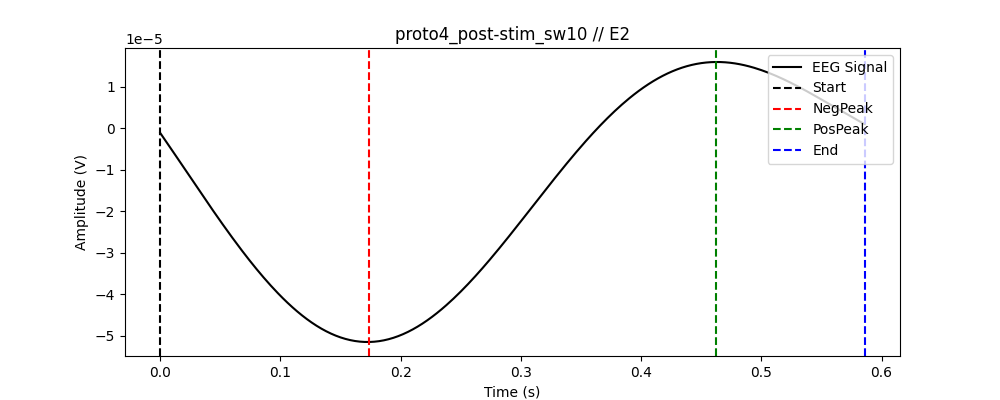 proto4_post-stim_sw10 // E2
1e−5
1
0
−1
−2
−3
−4
−5
Amplitude (V)
EEG Signal
Start
NegPeak
PosPeak
End
0.0 0.1 0.2 0.3 0.4 0.5 0.6
Time (s)